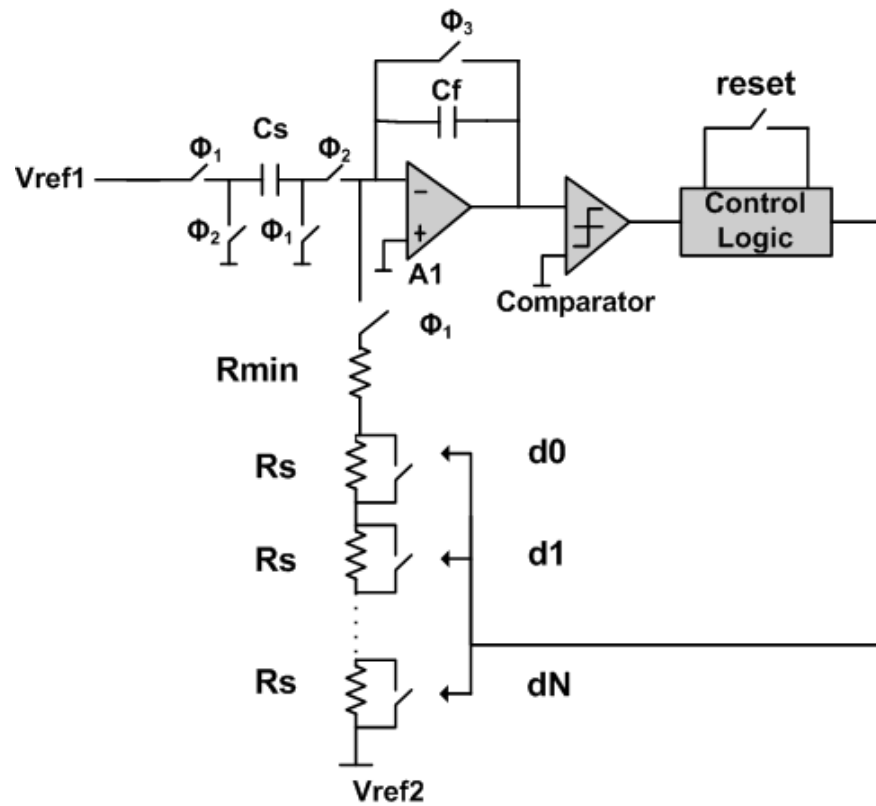 Φ3
Cf
reset
Cs
Φ1
Φ2
Vref1
Φ2
Φ1
−
+
A1
Control
Logic
Comparator
Φ1
Rmin
Rs
d0
Rs
d1
Rs
dN
Vref2